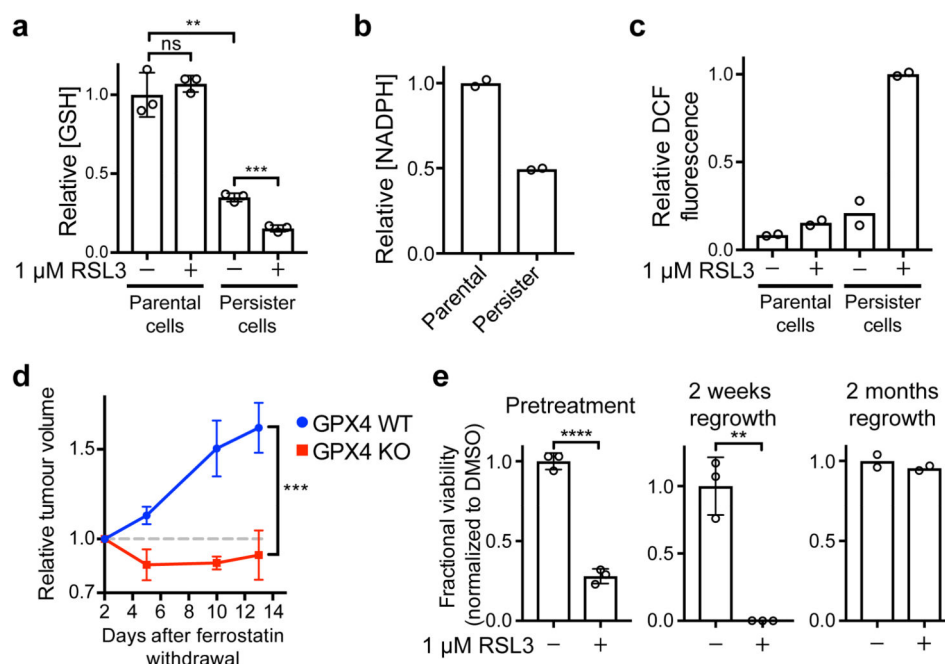 a
Relative [GSH]
1.0
0.5
0.0
**
ns
***
1 μM RSL3 − + − +
Parental cells
Persister cells
b
Relative [NADPH]
1.0
0.5
0.0
Parental
Persister
c
Relative DCF
fluorescence
1.0
0.5
0
1 μM RSL3 − + − +
Parental cells
Persister cells
d
Relative tumour volume
1.5
1.0
0.7
2 4 6 8 10 12 14
Days after ferrostatin
withdrawal
GPX4 WT
GPX4 KO
***
e
Fractional viability
(normalized to DMSO)
Pretreatment
****
1.0
0.5
0.0
1 μM RSL3 − +
2 weeks
regrowth
**
1.0
0.5
0.0
− +
2 months
regrowth
1.0
0.5
0.0
− +